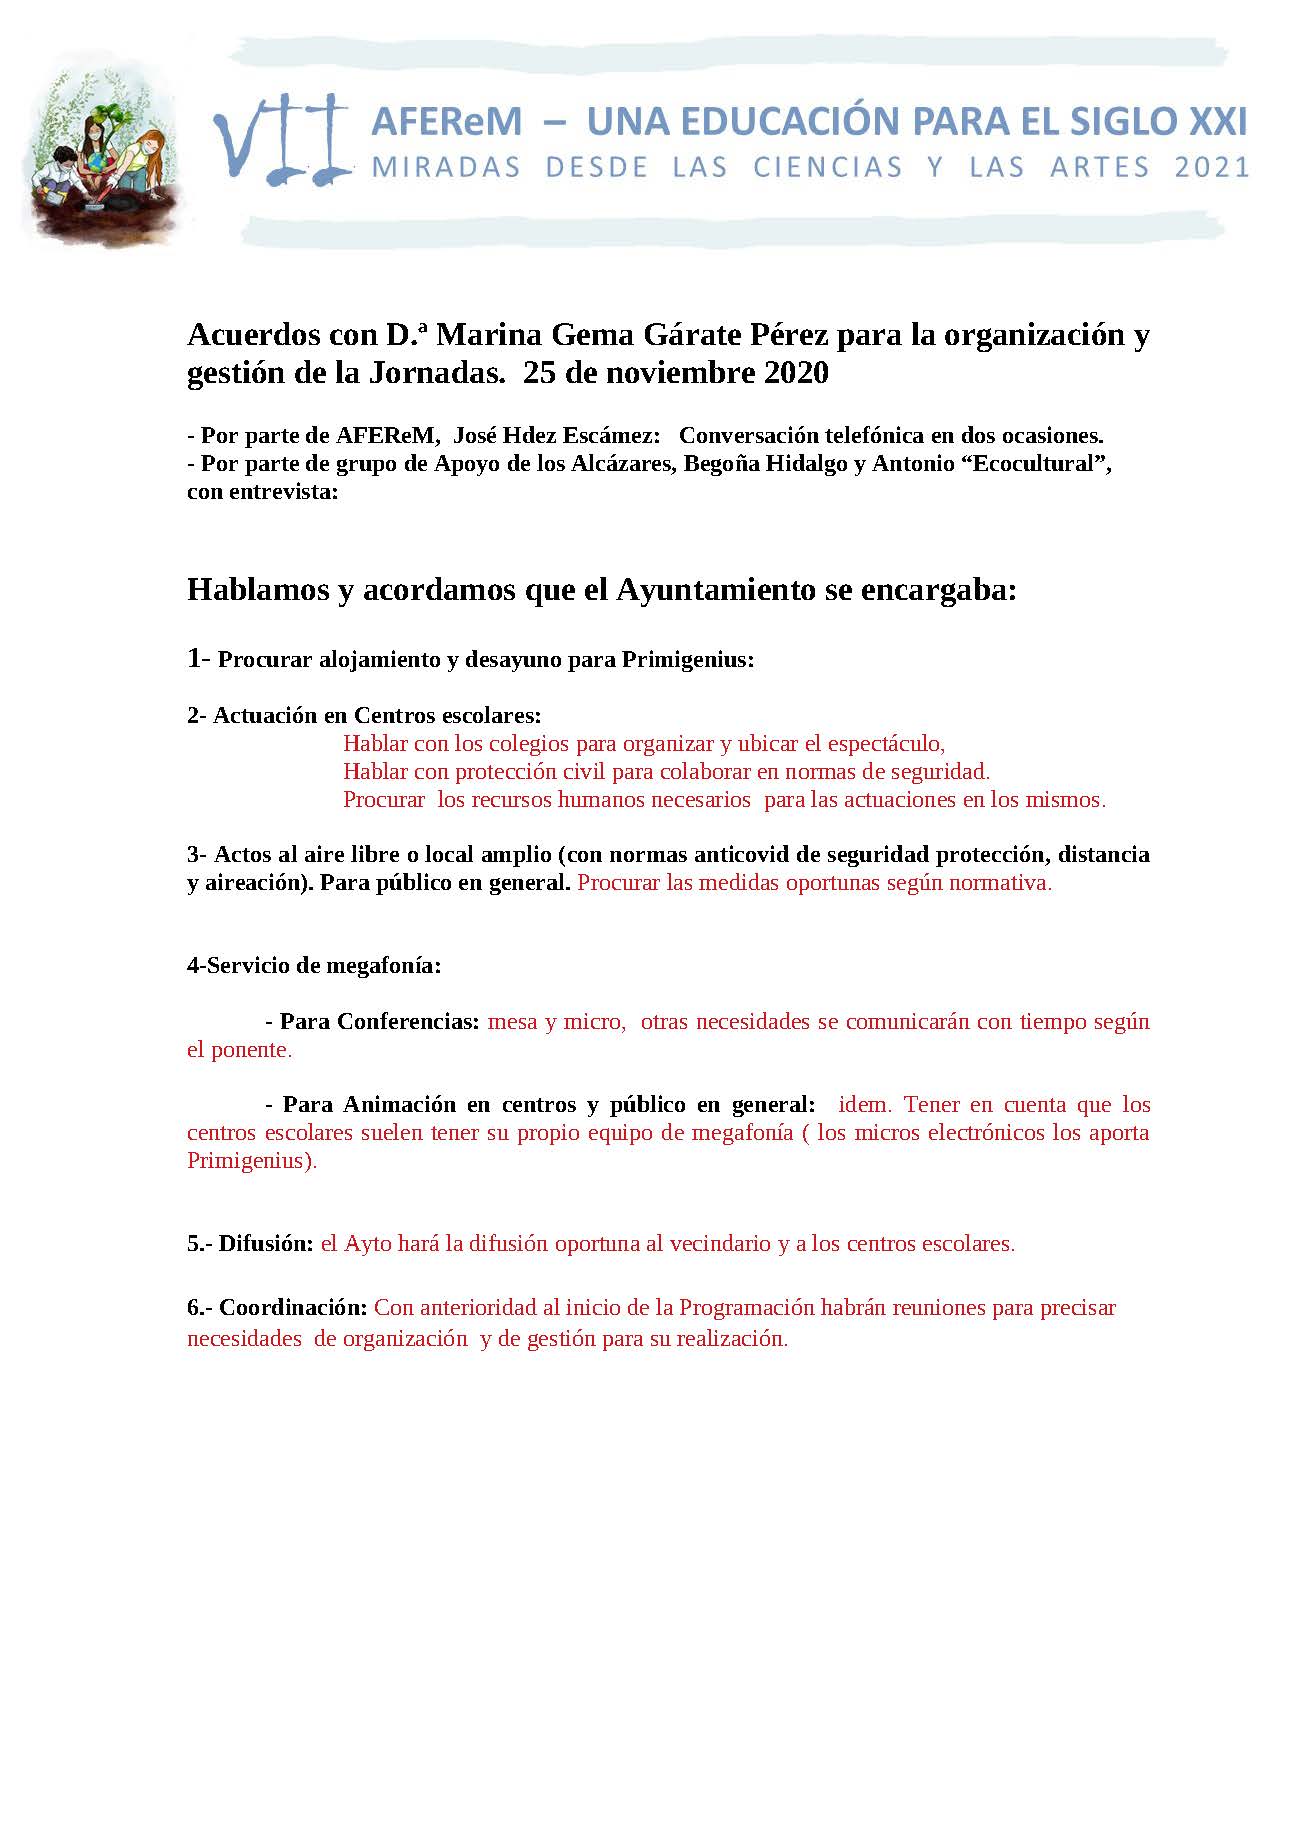 VII AFEReM – UNA EDUCACIÓN PARA EL SIGLO XXI
MIRADAS DESDE LAS CIENCIAS Y LAS ARTES 2021
Acuerdos con D.ª Marina Gema Gárate Pérez para la organización y
gestión de la Jornadas. 25 de noviembre 2020
- Por parte de AFEReM, José Hdez Escámez: Conversación telefónica en dos ocasiones.
- Por parte de grupo de Apoyo de los Alcázares, Begoña Hidalgo y Antonio “Ecocultural”,
con entrevista:
Hablamos y acordamos que el Ayuntamiento se encargaba:
1- Procurar alojamiento y desayuno para Primigenius:
2- Actuación en Centros escolares:
Hablar con los colegios para organizar y ubicar el espectáculo,
Hablar con protección civil para colaborar en normas de seguridad.
Procurar los recursos humanos necesarios para las actuaciones en los mismos.
3- Actos al aire libre o local amplio (con normas anticovid de seguridad protección, distancia
y aireación). Para público en general. Procurar las medidas oportunas según normativa.
4-Servicio de megafonía:
- Para Conferencias: mesa y micro, otras necesidades se comunicarán con tiempo según
el ponente.
- Para Animación en centros y público en general: idem. Tener en cuenta que los
centros escolares suelen tener su propio equipo de megafonía ( los micros electrónicos los aporta
Primigenius).
5.- Difusión: el Ayto hará la difusión oportuna al vecindario y a los centros escolares.
6.- Coordinación: Con anterioridad al inicio de la Programación habrán reuniones para precisar
necesidades de organización y de gestión para su realización.